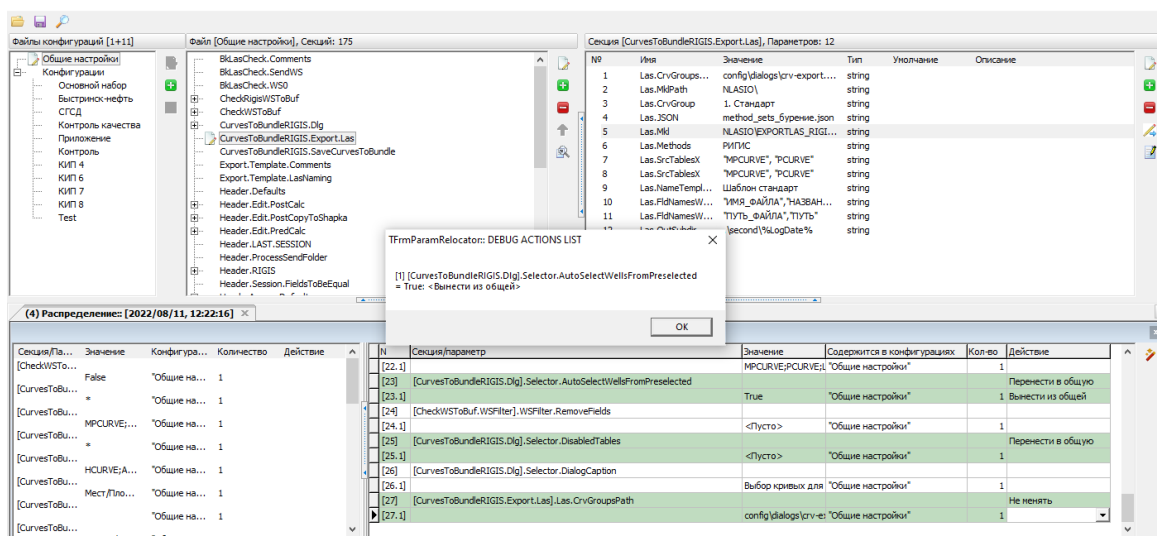 Файлы конфигураций [1+11]
Общие настройки
Конфигурации
Основной набор
Быстринск-нефть
СГСД
Контроль качества
Приложение
Контроль
КИП 4
КИП 6
КИП 7
КИП 8
Test
Файл [Общие настройки], Секций: 175
BkLasCheck.Comments
BkLasCheck.SendWS
BkLasCheck.WS0
CheckRigisWSToBuf
CheckWSToBuf
CurvesToBundleRIGIS.Dlg
CurvesToBundleRIGIS.Export.Las
CurvesToBundleRIGIS.SaveCurvesToBundle
Export.Template.Comments
Export.Template.LasNaming
Header.Defaults
Header.Edit.PostCalc
Header.Edit.PostCopyToShapka
Header.Edit.PredCalc
Header.LAST.SESSION
Header.ProcessSendFolder
Header.RIGIS
Header.Session.FieldsToBeEqual
Секция [CurvesToBundleRIGIS.Export.Las], Параметров: 12
№ Имя Значение Тип Умолчание Описание
1 Las.CrvGroups... config\dialogs\crv-export.... string
2 Las.MklPath NLASIO\ string
3 Las.CrvGroup 1. Стандарт string
4 Las.JSON method_sets_бурение.json string
5 Las.Mkl NLASIO\EXPORTLAS_RIGI... string
6 Las.Methods РИГИС string
7 Las.SrcTablesX "MPCURVE", "PCURVE" string
8 Las.SrcTablesX "MPCURVE", "PCURVE" string
9 Las.NameTempl... Шаблон стандарт string
10 Las.FldNamesW... "ИМЯ_ФАЙЛА","НАЗВАН... string
11 Las.FldNamesW... "ПУТЬ_ФАЙЛА","ПУТЬ" string
12 Las.OutSubdir \second\%LogDate% string
TFrmParamRelocator:: DEBUG ACTIONS LIST
[1] [CurvesToBundleRIGIS.Dlg].Selector.AutoSelectWellsFromPreselected
= True: <Вынести из общей>
OK
(4) Распределение:: [2022/08/11, 12:22:16]
Секция/Па... Значение Конфигура... Количество Действие
[CheckWSTo...
False "Общие на... 1
[CurvesToBu...
* "Общие на... 1
[CurvesToBu...
MPCURVE;... "Общие на... 1
[CurvesToBu...
* "Общие на... 1
[CurvesToBu...
HCURVE;A... "Общие на... 1
[CurvesToBu...
Мест/Пло... "Общие на... 1
[CurvesToBu...
"Общие на... 1
[CurvesToBu...
N Секция/параметр Значение Содержится в конфигурациях Кол-во Действие
[22.1] MPCURVE;PCURVE;L "Общие настройки" 1
[23] [CurvesToBundleRIGIS.Dlg].Selector.AutoSelectWellsFromPreselected Перенести в общую
[23.1] True "Общие настройки" 1 Вынести из общей
[24] [CheckWSToBuf.WSFilter].WSFilter.RemoveFields
[24.1] <Пусто> "Общие настройки" 1
[25] [CurvesToBundleRIGIS.Dlg].Selector.DisabledTables Перенести в общую
[25.1] <Пусто> "Общие настройки" 1
[26] [CurvesToBundleRIGIS.Dlg].Selector.DialogCaption
[26.1] Выбор кривых для "Общие настройки" 1
[27] [CurvesToBundleRIGIS.Export.Las].Las.CrvGroupsPath Не менять
[27.1] config\dialogs\crv-e: "Общие настройки" 1